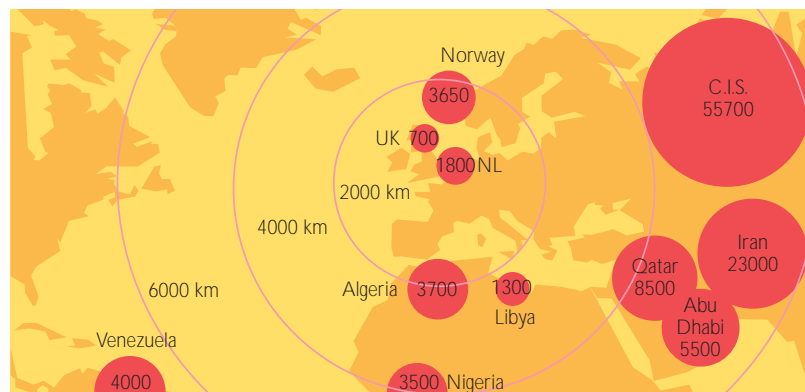 Norway
3650
C.I.S.
55700
UK 700
1800 NL
2000 km
4000 km
Iran
23000
Qatar
8500
6000 km
Algeria 3700
1300
Libya
Abu
Dhabi
5500
Venezuela
4000
3500 Nigeria